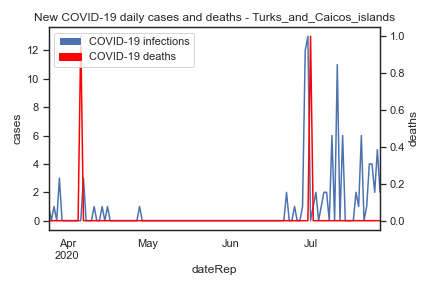 New COVID-19 daily cases and deaths - Turks_and_Caicos_islands
COVID-19 infections
COVID-19 deaths
cases
12
10
8
6
4
2
0
1.0
0.8
0.6
0.4
0.2
0.0
deaths
Apr
2020
May
Jun
Jul
dateRep